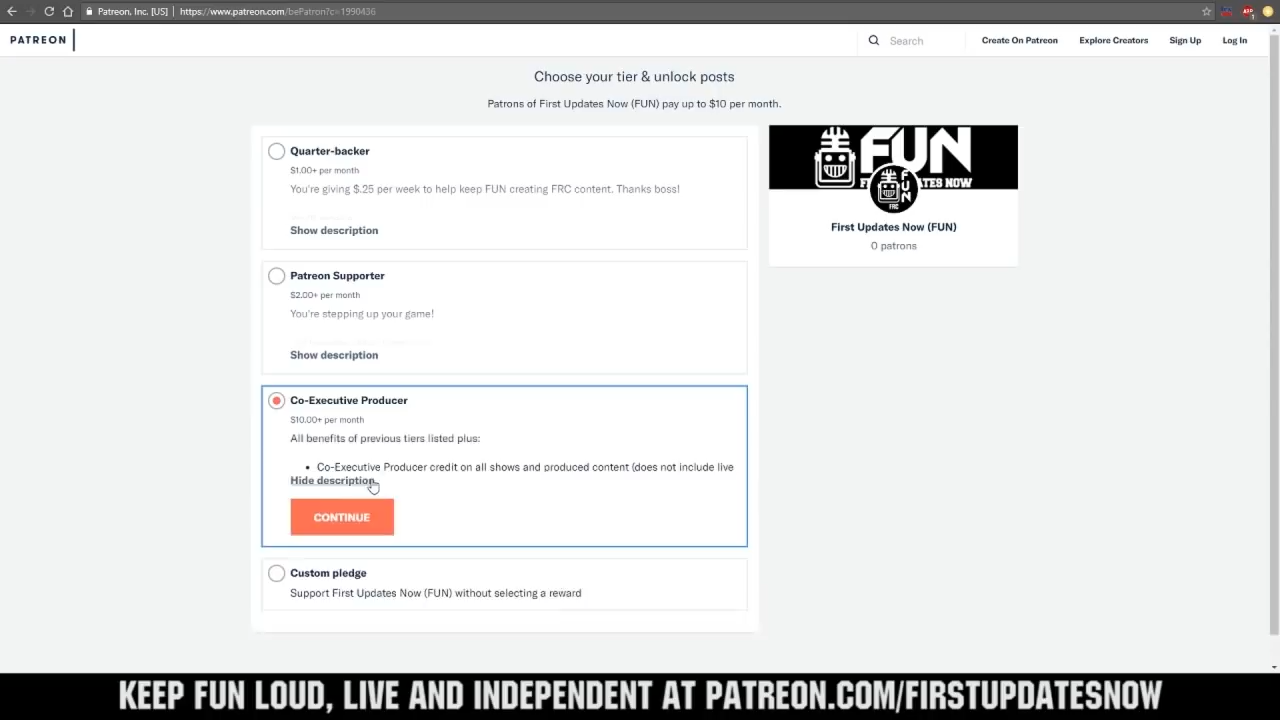 Patreon, Inc. [US] | https://www.patreon.com/bePatron?c=1990436
PATREON
Search
Create On Patreon
Explore Creators
Sign Up
Log In
Choose your tier & unlock posts
Patrons of First Updates Now (FUN) pay up to $10 per month.
Quarter-backer
$1.00+ per month
You're giving $.25 per week to help keep FUN creating FRC content. Thanks boss!
Show description
Patreon Supporter
$2.00+ per month
You're stepping up your game!
Show description
Co-Executive Producer
$10.00+ per month
All benefits of previous tiers listed plus:
• Co-Executive Producer credit on all shows and produced content (does not include live
Hide description
CONTINUE
Custom pledge
Support First Updates Now (FUN) without selecting a reward
FUN
ATES NOW
FUN
FRC
First Updates Now (FUN)
0 patrons
KEEP FUN LOUD, LIVE AND INDEPENDENT AT PATREON.COM/FIRSTUPDATESNOW